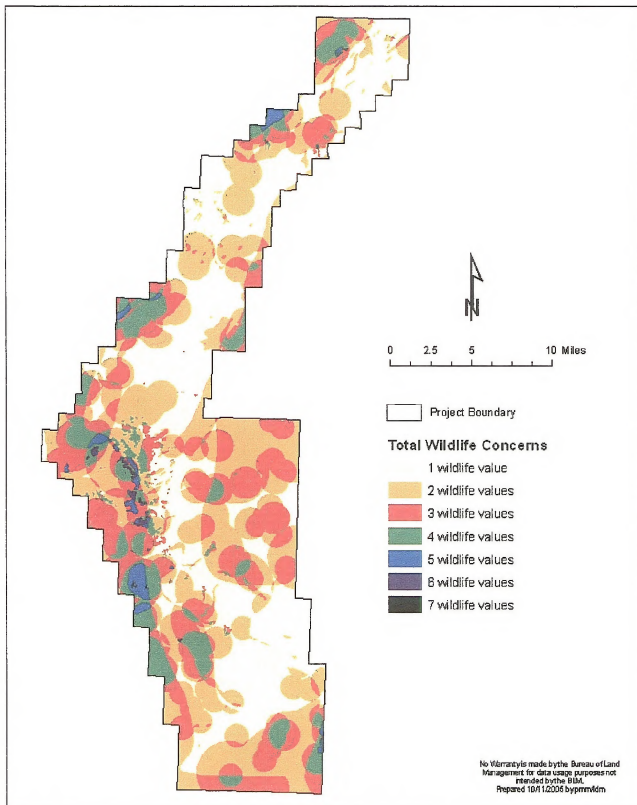 N
0 2.5 5 10 Miles
Project Boundary
Total Wildlife Concerns
1 wildlife value
2 wildlife values
3 wildlife values
4 wildlife values
5 wildlife values
6 wildlife values
7 wildlife values
No Warranty is made by the Bureau of Land
Management for data usage purposes not
intended by the BLM.
Prepared 10/11/2006 by